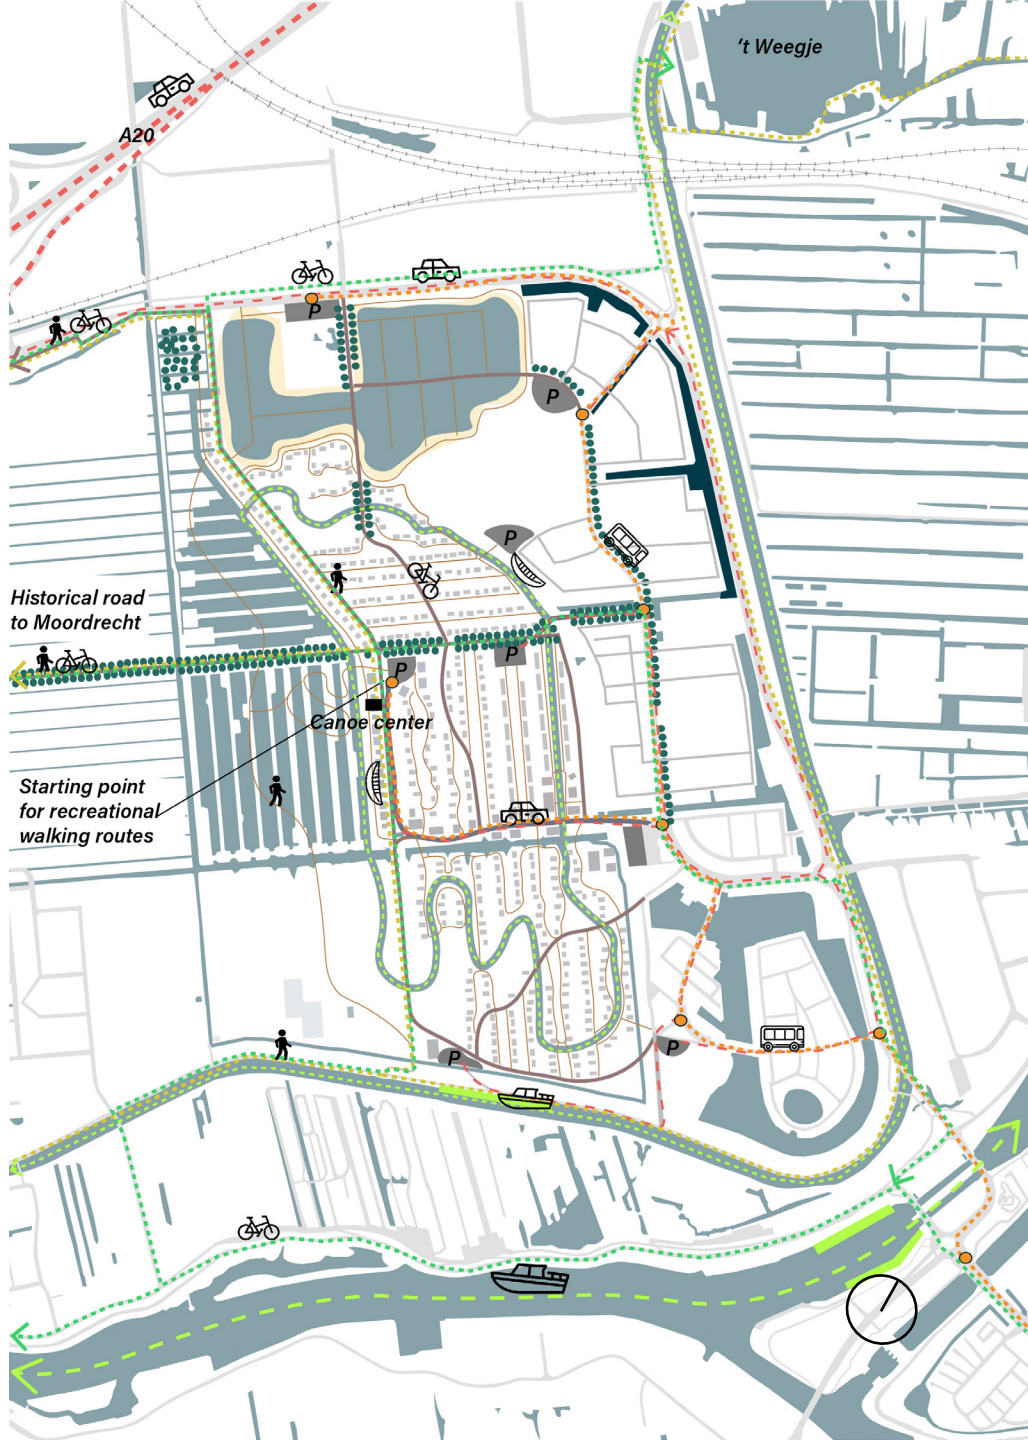 't Weegje
A20
P
P
P
Historical road
to Moordrecht
P
P
Canoe center
Starting point
for recreational
walking routes
P
P